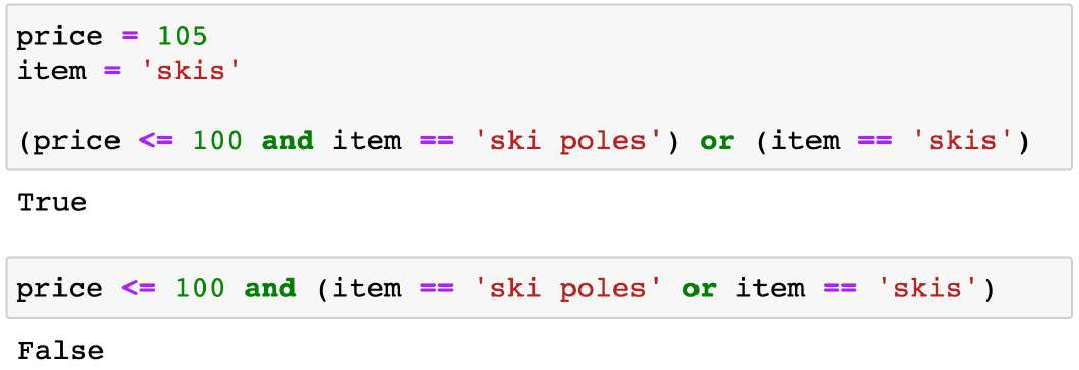 price = 105
item = 'skis'
(price <= 100 and item == 'ski poles') or (item == 'skis')
True
price <= 100 and (item == 'ski poles' or item == 'skis')
False